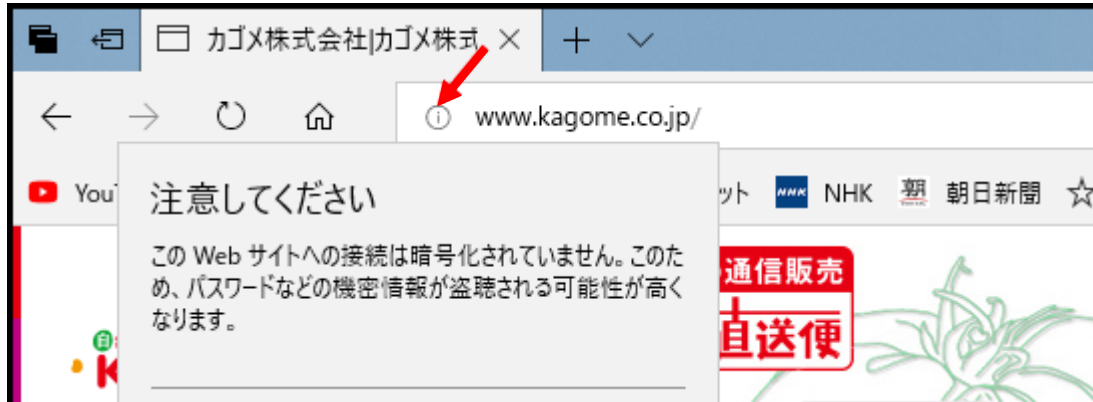 カゴメ株式会社|カゴメ株式
www.kagome.co.jp/
You
ット NHK 朝日新聞
注意してください
この Web サイトへの接続は暗号化されていません。このた
め、パスワードなどの機密情報が盗聴される可能性が高く
なります。
通信販売
直送便